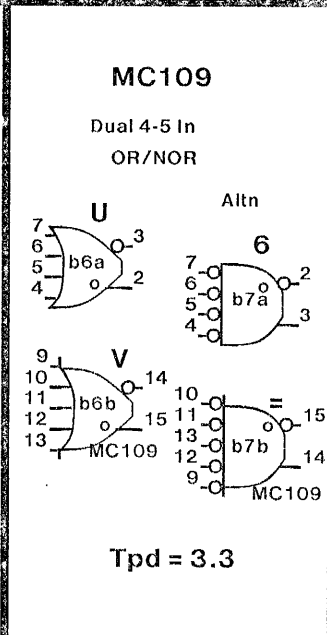 MC109
Dual 4-5 In
OR/NOR
Altn
U
7
6
5
4
b6a
o
3
2
6
7
6
5
4
b7a
o
2
3
V
9
10
11
12
13
b6b
o
14
15
MC109
=
10
11
13
12
9
b7b
o
15
14
MC109
Tpd = 3.3